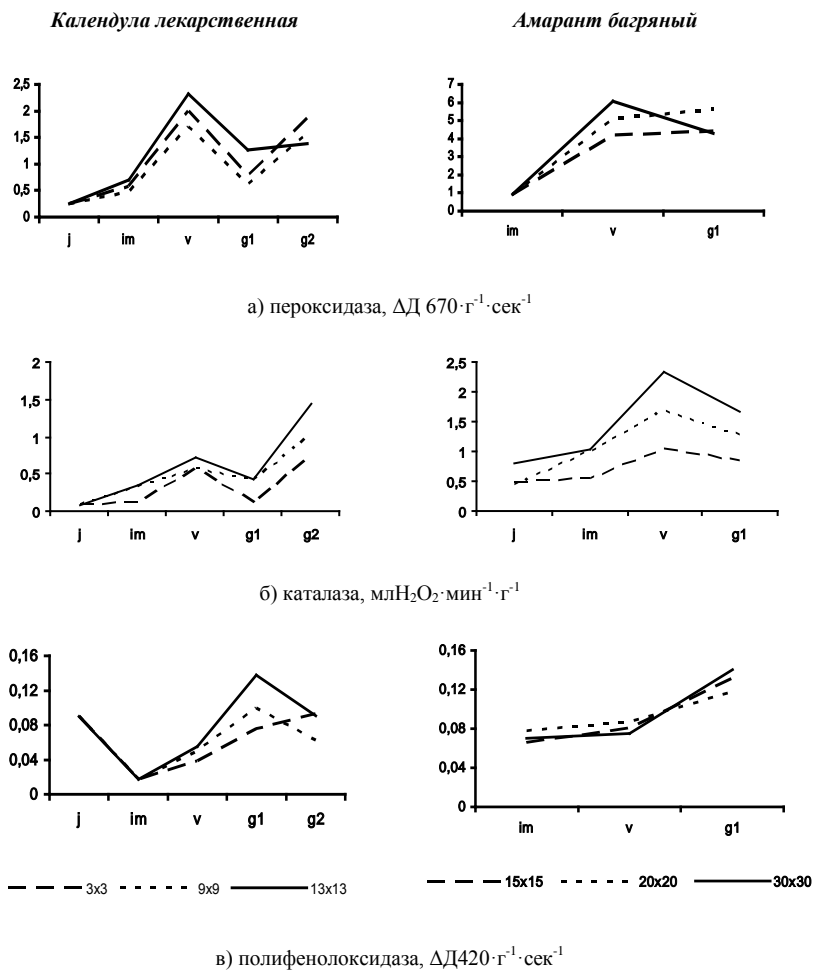 Календула лекарственная
Амарант багряный
2,5
2
1,5
1
0,5
0
j im v g1 g2
7
6
5
4
3
2
1
0
im v g1
а) пероксидаза, ΔД 670·г⁻¹·сек⁻¹
2
1,5
1
0,5
0
j im v g1 g2
2,5
2
1,5
1
0,5
0
j im v g1
б) каталаза, млН₂О₂·мин⁻¹·г⁻¹
0,16
0,12
0,08
0,04
0
j im v g1 g2
0,16
0,12
0,08
0,04
0
im v g1
3x3 9x9 13x13
15x15 20x20 30x30
в) полифенолоксидаза, ΔД420·г⁻¹·сек⁻¹